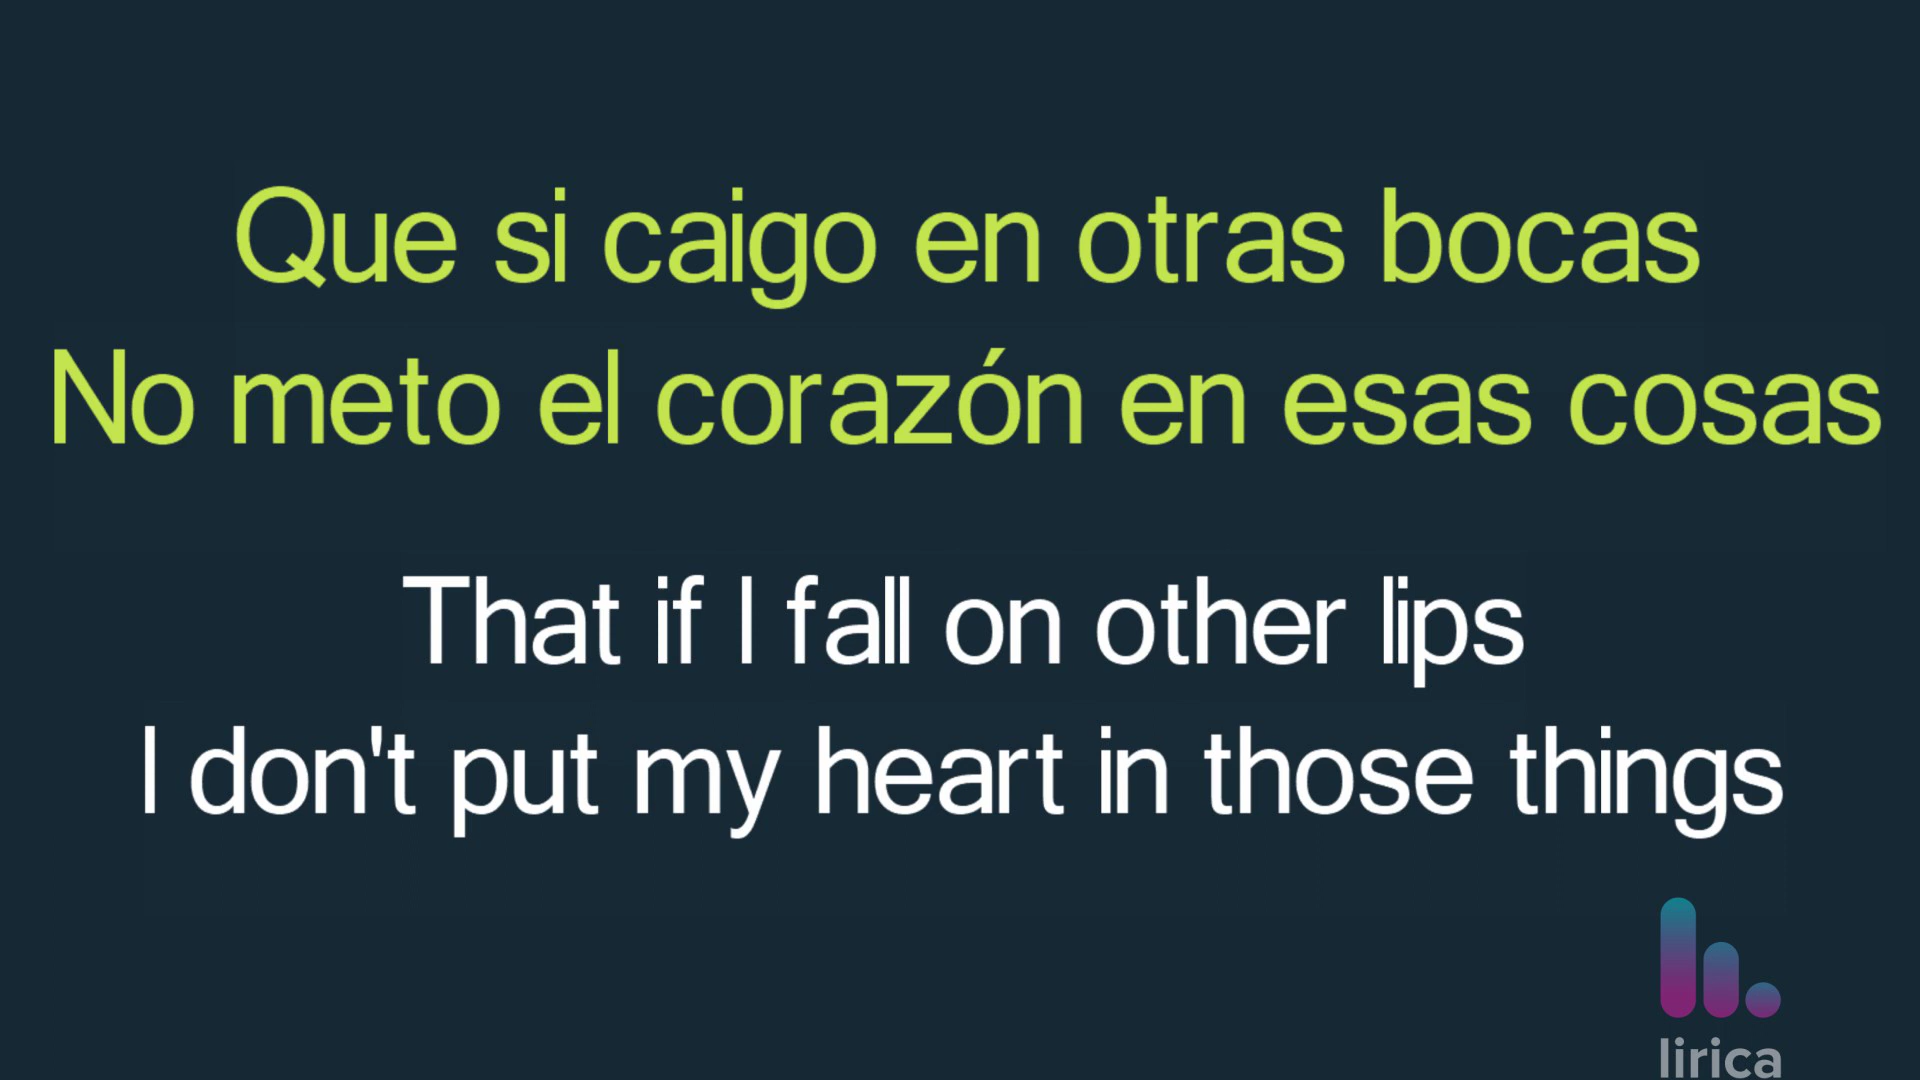 Que si caigo en otras bocas
No meto el corazón en esas cosas
That if I fall on other lips
I don't put my heart in those things
lirica